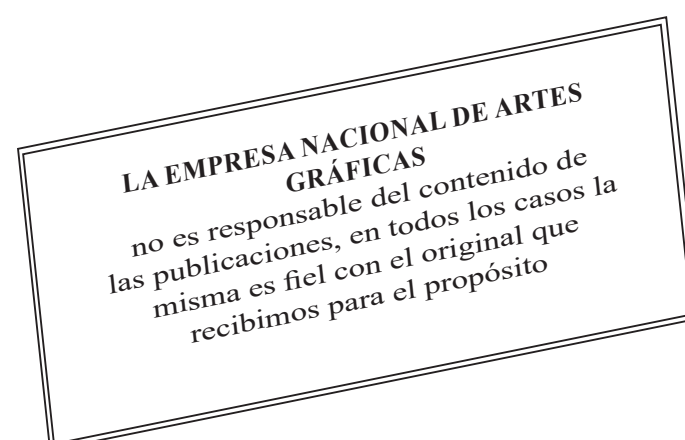 LA EMPRESA NACIONAL DE ARTES
GRÁFICAS
no es responsable del contenido de
las publicaciones, en todos los casos la
misma es fiel con el original que
recibimos para el propósito